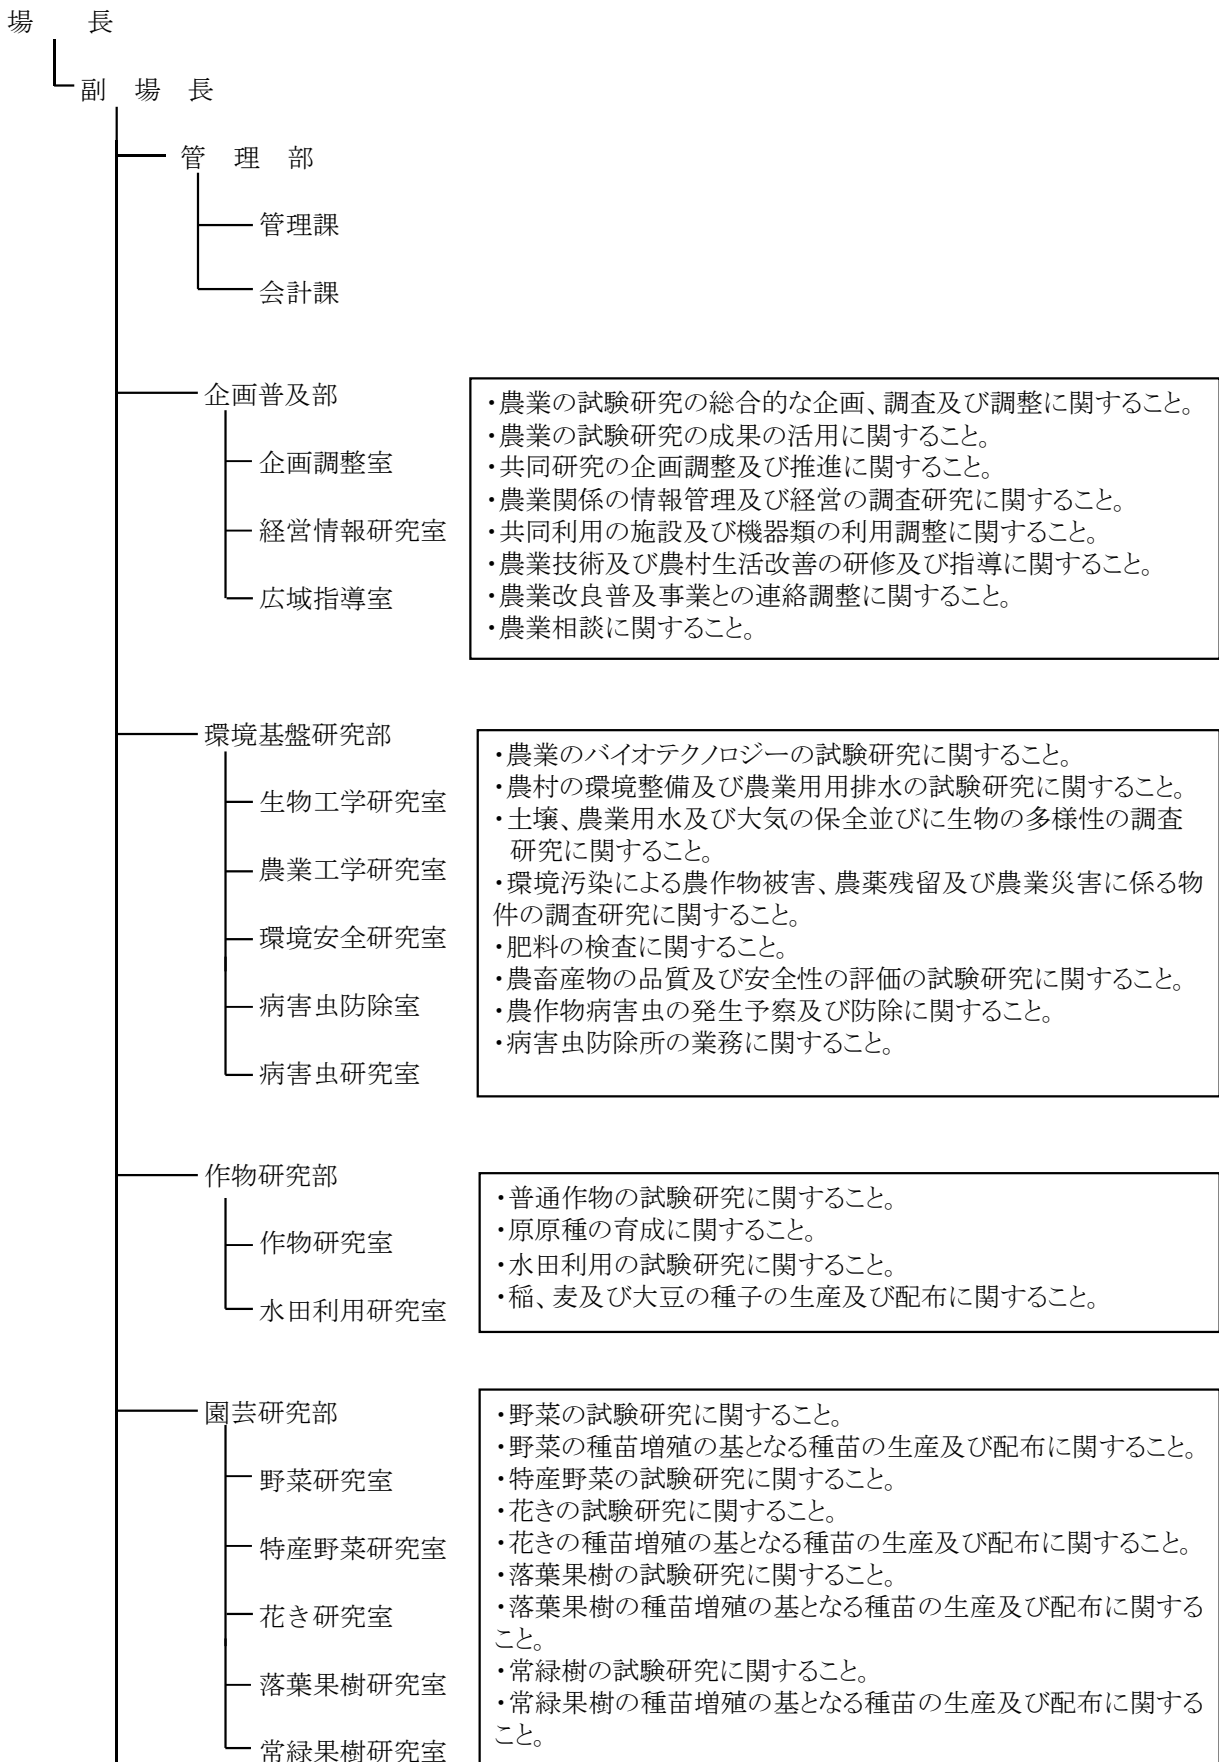 場　長
副　場　長
管　理　部
管理課
会計課
企画普及部
企画調整室
経営情報研究室
広域指導室
・農業の試験研究の総合的な企画、調査及び調整に関すること。
・農業の試験研究の成果の活用に関すること。
・共同研究の企画調整及び推進に関すること。
・農業関係の情報管理及び経営の調査研究に関すること。
・共同利用の施設及び機器類の利用調整に関すること。
・農業技術及び農村生活改善の研修及び指導に関すること。
・農業改良普及事業との連絡調整に関すること。
・農業相談に関すること。
環境基盤研究部
生物工学研究室
農業工学研究室
環境安全研究室
病害虫防除室
病害虫研究室
・農業のバイオテクノロジーの試験研究に関すること。
・農村の環境整備及び農業用用排水の試験研究に関すること。
・土壌、農業用水及び大気の保全並びに生物の多様性の調査
研究に関すること。
・環境汚染による農作物被害、農薬残留及び農業災害に係る物
件の調査研究に関すること。
・肥料の検査に関すること。
・農畜産物の品質及び安全性の評価の試験研究に関すること。
・農作物病害虫の発生予察及び防除に関すること。
・病害虫防除所の業務に関すること。
作物研究部
作物研究室
水田利用研究室
・普通作物の試験研究に関すること。
・原原種の育成に関すること。
・水田利用の試験研究に関すること。
・稲、麦及び大豆の種子の生産及び配布に関すること。
園芸研究部
野菜研究室
特産野菜研究室
花き研究室
落葉果樹研究室
常緑果樹研究室
・野菜の試験研究に関すること。
・野菜の種苗増殖の基となる種苗の生産及び配布に関すること。
・特産野菜の試験研究に関すること。
・花きの試験研究に関すること。
・花きの種苗増殖の基となる種苗の生産及び配布に関すること。
・落葉果樹の試験研究に関すること。
・落葉果樹の種苗増殖の基となる種苗の生産及び配布に関する
こと。
・常緑樹の試験研究に関すること。
・常緑果樹の種苗増殖の基となる種苗の生産及び配布に関する
こと。